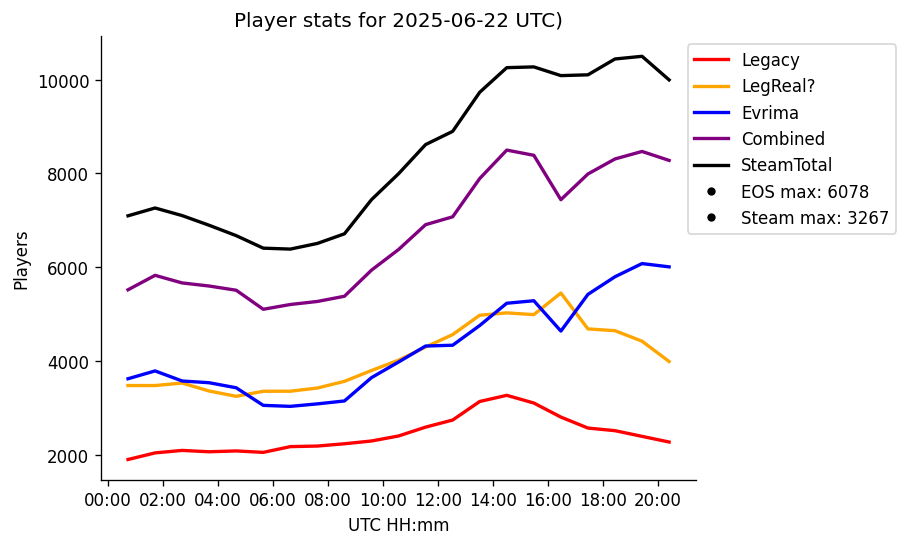 Player stats for 2025-06-22 UTC)
Legacy
LegReal?
Evrima
Combined
SteamTotal
EOS max: 6078
Steam max: 3267
Players
10000
8000
6000
4000
2000
00:00 02:00 04:00 06:00 08:00 10:00 12:00 14:00 16:00 18:00 20:00
UTC HH:mm